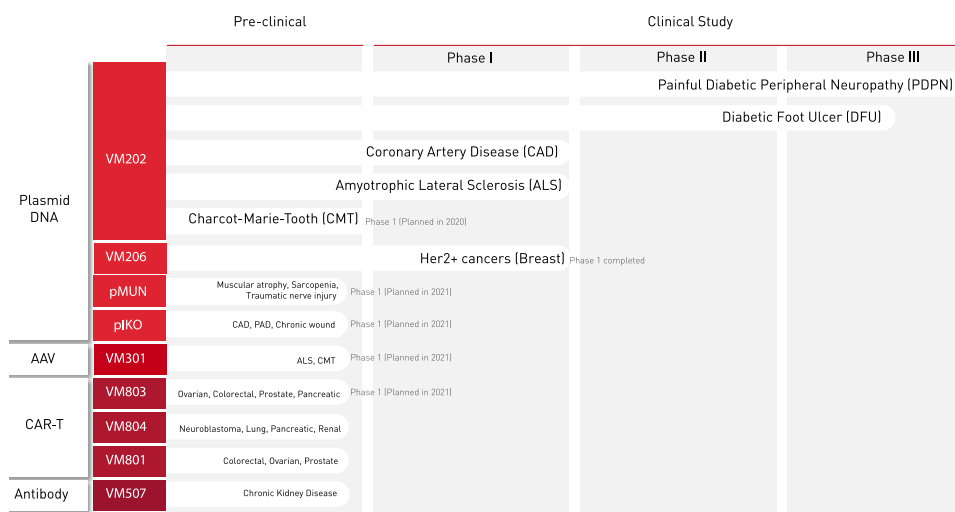 Pre-clinical
Clinical Study
Phase I
Phase II
Phase III
Plasmid
DNA
VM202
Painful Diabetic Peripheral Neuropathy (PDPN)
Diabetic Foot Ulcer (DFU)
Coronary Artery Disease (CAD)
Amyotrophic Lateral Sclerosis (ALS)
Charcot-Marie-Tooth (CMT)
Phase 1 (Planned in 2020)
VM206
Her2+ cancers (Breast)
Phase 1 completed
pMUN
Muscular atrophy, Sarcopenia,
Traumatic nerve injury
Phase 1 (Planned in 2021)
pIKO
CAD, PAD, Chronic wound
Phase 1 (Planned in 2021)
AAV
VM301
ALS, CMT
Phase 1 (Planned in 2021)
CAR-T
VM803
Ovarian, Colorectal, Prostate, Pancreatic
Phase 1 (Planned in 2021)
VM804
Neuroblastoma, Lung, Pancreatic, Renal
VM801
Colorectal, Ovarian, Prostate
Antibody
VM507
Chronic Kidney Disease